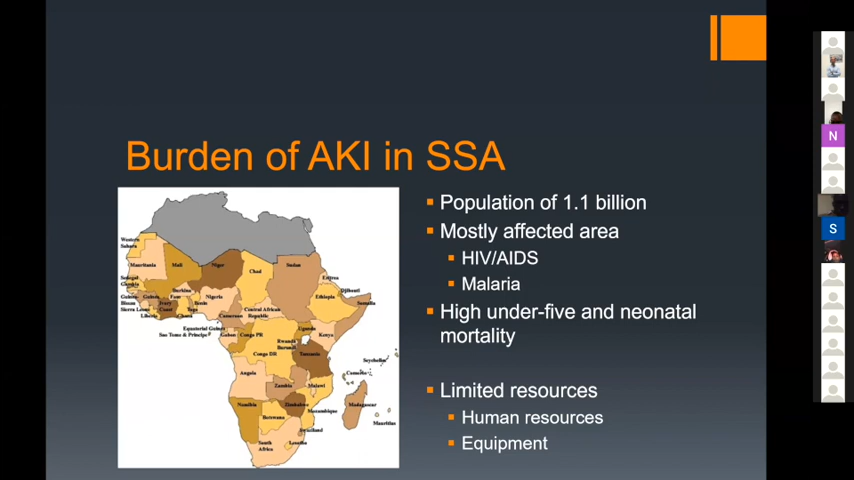 Burden of AKI in SSA
Population of 1.1 billion
Mostly affected area
HIV/AIDS
Malaria
High under-five and neonatal
mortality
Limited resources
Human resources
Equipment
Western
Sahara
Mauritania
Mali
Niger
Chad
Sudan
Eritrea
Djibouti
Senegal
Gambia
Guinea
Bissau
Guinea
Sierra Leone
Liberia
Ivory
Coast
Burkina
Faso
Ghana
Togo
Benin
Nigeria
Cameroun
Central African
Republic
Ethiopia
Somalia
Equatorial Guinea
Sao Tome & Principe
Gabon
Congo PR
Congo DR
Uganda
Kenya
Rwanda
Burundi
Tanzania
Seychelles
Comoros
Angola
Zambia
Malawi
Mozambique
Zimbabwe
Madagascar
Mauritius
Namibia
Botswana
Swaziland
Lesotho
South
Africa
N
S